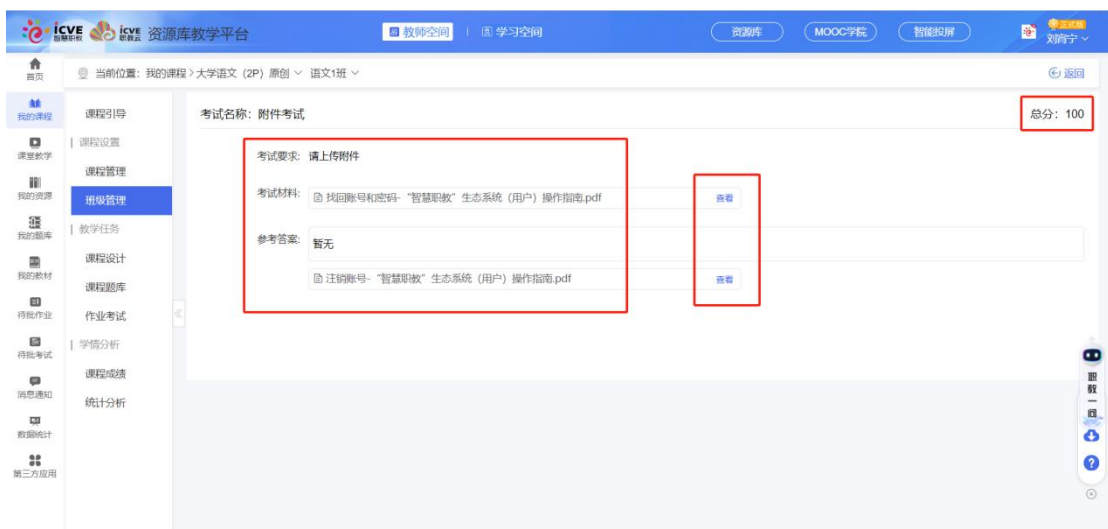 icve 智慧职教 icve 职教云 资源库教学平台 教师空间 学习空间 资源库 MOOC学院 智能投屏 正式版 刘宵宁
首页
当前位置：我的课程 > 大学语文（2P）原创 语文1班 返回
我的课程
课堂教学
我的资源
我的题库
我的教材
待批作业
待批考试
消息通知
数据统计
第三方应用
课程引导
课程设置
课程管理
班级管理
教学任务
课程设计
课程题库
作业考试
学情分析
课程成绩
统计分析
考试名称：附件考试 总分：100
考试要求: 请上传附件
考试材料: 找回账号和密码-“智慧职教”生态系统（用户）操作指南.pdf 查看
参考答案: 暂无
注销账号-“智慧职教”生态系统（用户）操作指南.pdf 查看
职教一问